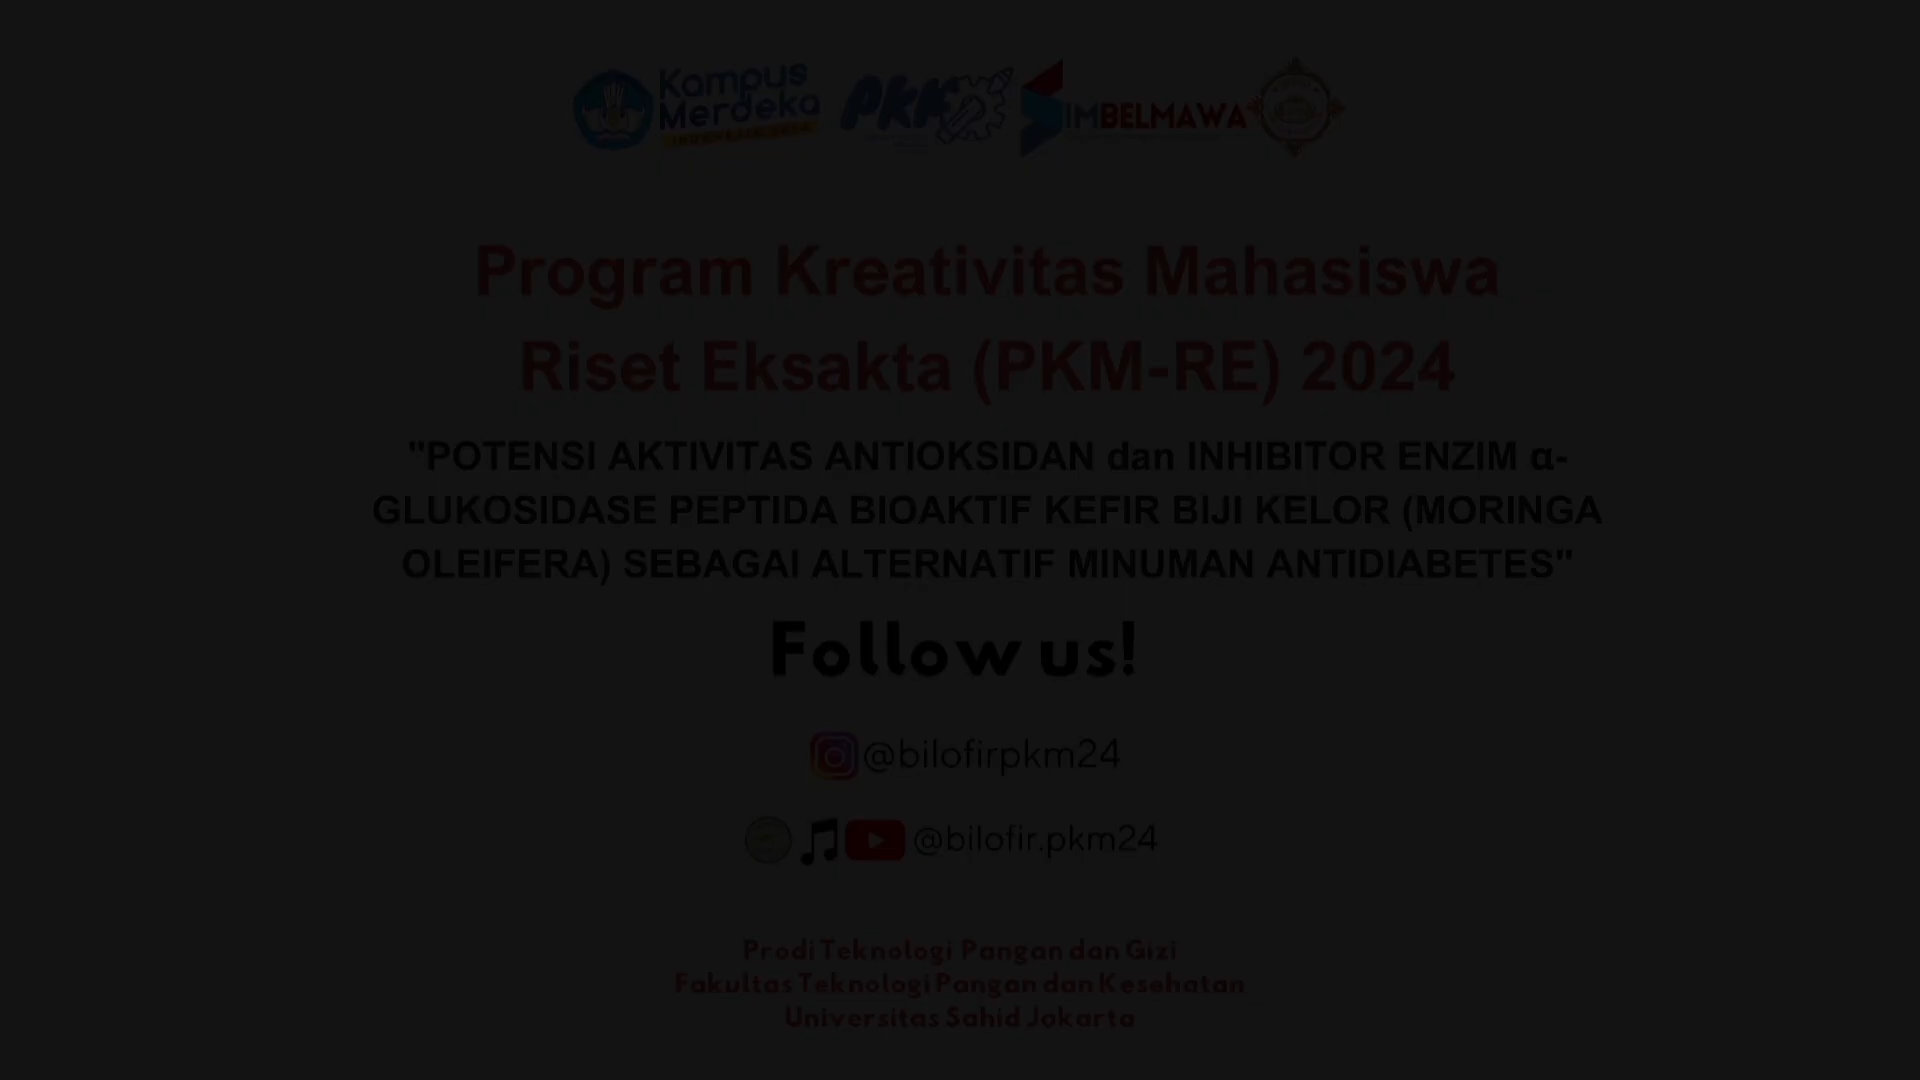 Kampus
Merdeka
PKM
SIMBELMAWA
Program Kreativitas Mahasiswa
Riset Eksakta (PKM-RE) 2024
"POTENSI AKTIVITAS ANTIOKSIDAN dan INHIBITOR ENZIM α-
GLUKOSIDASE PEPTIDA BIOAKTIF KEFIR BIJI KELOR (MORINGA
OLEIFERA) SEBAGAI ALTERNATIF MINUMAN ANTIDIABETES"
Follow us!
@bilofirpkm24
@bilofir.pkm24
Prodi Teknologi Pangan dan Gizi
Fakultas Teknologi Pangan dan Kesehatan
Universitas Sahid Jakarta